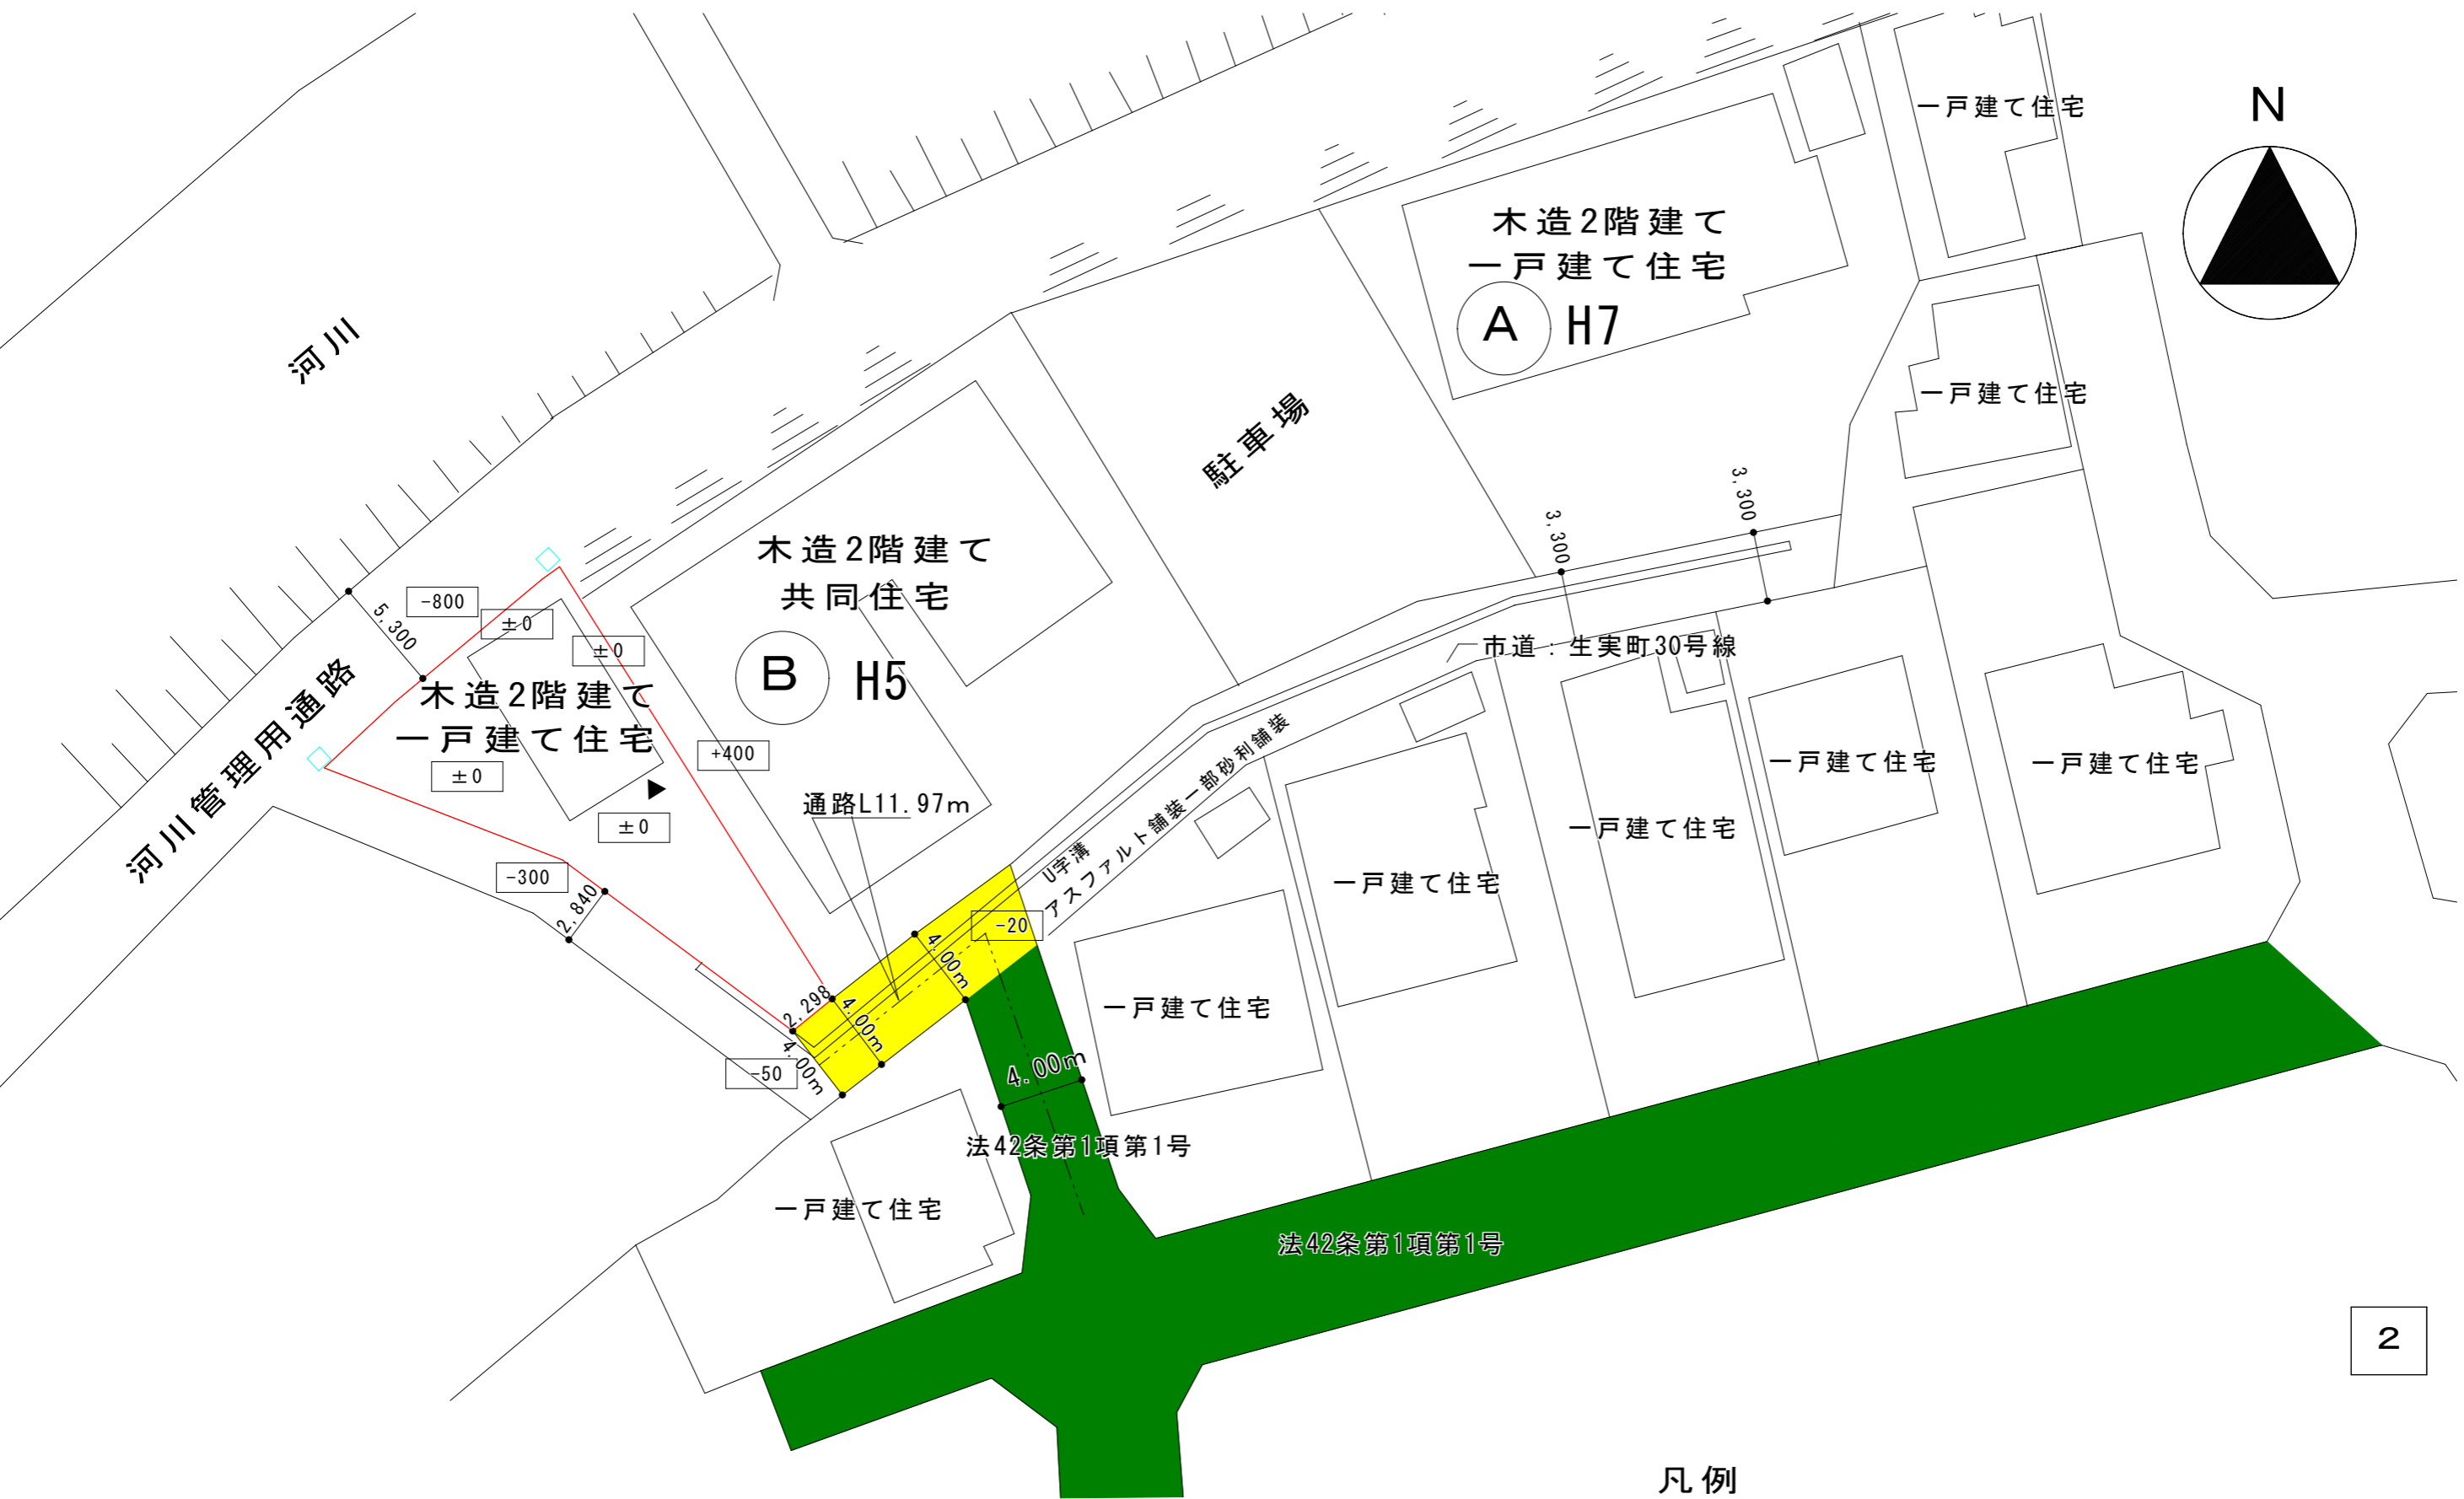 一戸建て住宅
N
木造2階建て
一戸建て住宅
A H7
河川
一戸建て住宅
駐車場
3,300
3,300
木造2階建て
共同住宅
B H5
-800
±0
±0
5,300
市道：生実町30号線
木造2階建て
一戸建て住宅
±0
+400
±0
河川管理用通路
通路L11.97m
U字溝
アスファルト舗装一部砂利舗装
一戸建て住宅
一戸建て住宅
一戸建て住宅
一戸建て住宅
-300
2,840
-20
4.00m
2,298
4.00m
4.00m
-50
一戸建て住宅
4.00m
法42条第1項第1号
一戸建て住宅
法42条第1項第1号
2
凡例